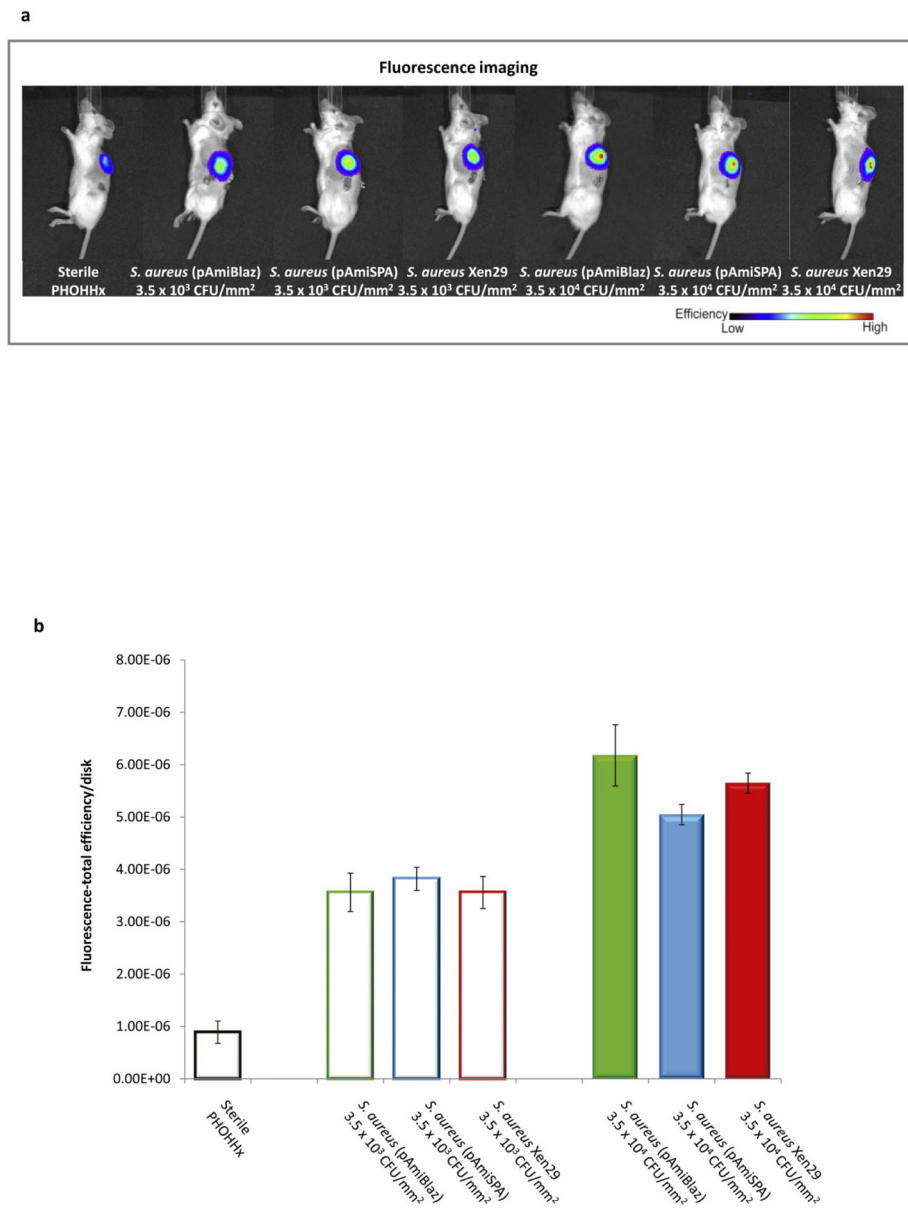 a
Fluorescence imaging
Sterile
PHOHHx
S. aureus (pAmiBlaz)
3.5 x 10³ CFU/mm²
S. aureus (pAmiSPA)
3.5 x 10³ CFU/mm²
S. aureus Xen29
3.5 x 10³ CFU/mm²
S. aureus (pAmiBlaz)
3.5 x 10⁴ CFU/mm²
S. aureus (pAmiSPA)
3.5 x 10⁴ CFU/mm²
S. aureus Xen29
3.5 x 10⁴ CFU/mm²
Efficiency
Low
High
b
Fluorescence-total efficiency/disk
8.00E-06
7.00E-06
6.00E-06
5.00E-06
4.00E-06
3.00E-06
2.00E-06
1.00E-06
0.00E+00
Sterile
PHOHHx
S. aureus (pAmiBlaz)
3.5 x 10³ CFU/mm²
S. aureus (pAmiSPA)
3.5 x 10³ CFU/mm²
S. aureus Xen29
3.5 x 10³ CFU/mm²
S. aureus (pAmiBlaz)
3.5 x 10⁴ CFU/mm²
S. aureus (pAmiSPA)
3.5 x 10⁴ CFU/mm²
S. aureus Xen29
3.5 x 10⁴ CFU/mm²